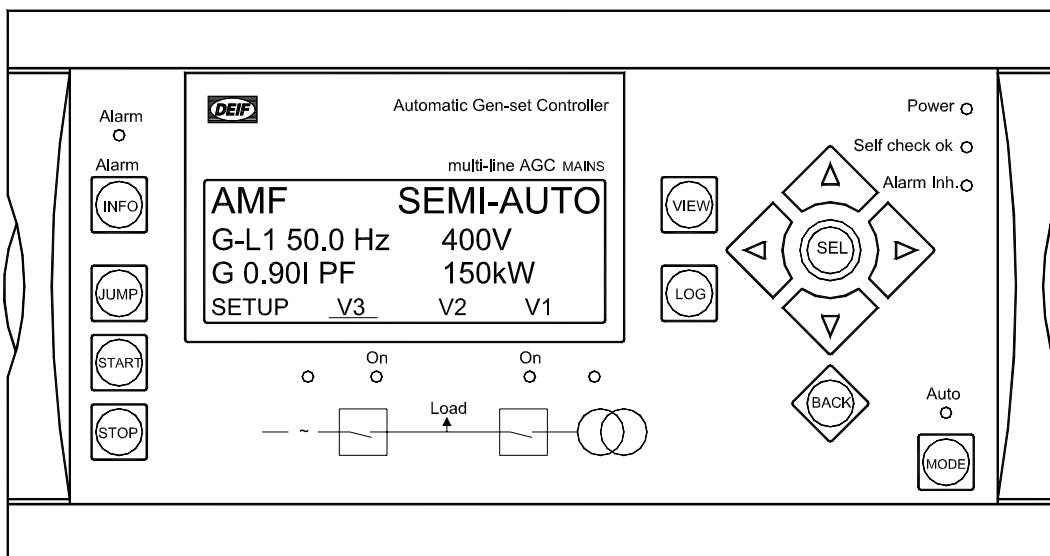 DEIF
Automatic Gen-set Controller
multi-line AGC MAINS
AMF SEMI-AUTO
G-L1 50.0 Hz 400V
G 0.90I PF 150kW
SETUP V3 V2 V1
Alarm
Alarm
INFO
JUMP
START
STOP
On
On
~
Load
VIEW
LOG
Power
Self check ok
Alarm Inh.
SEL
BACK
Auto
MODE